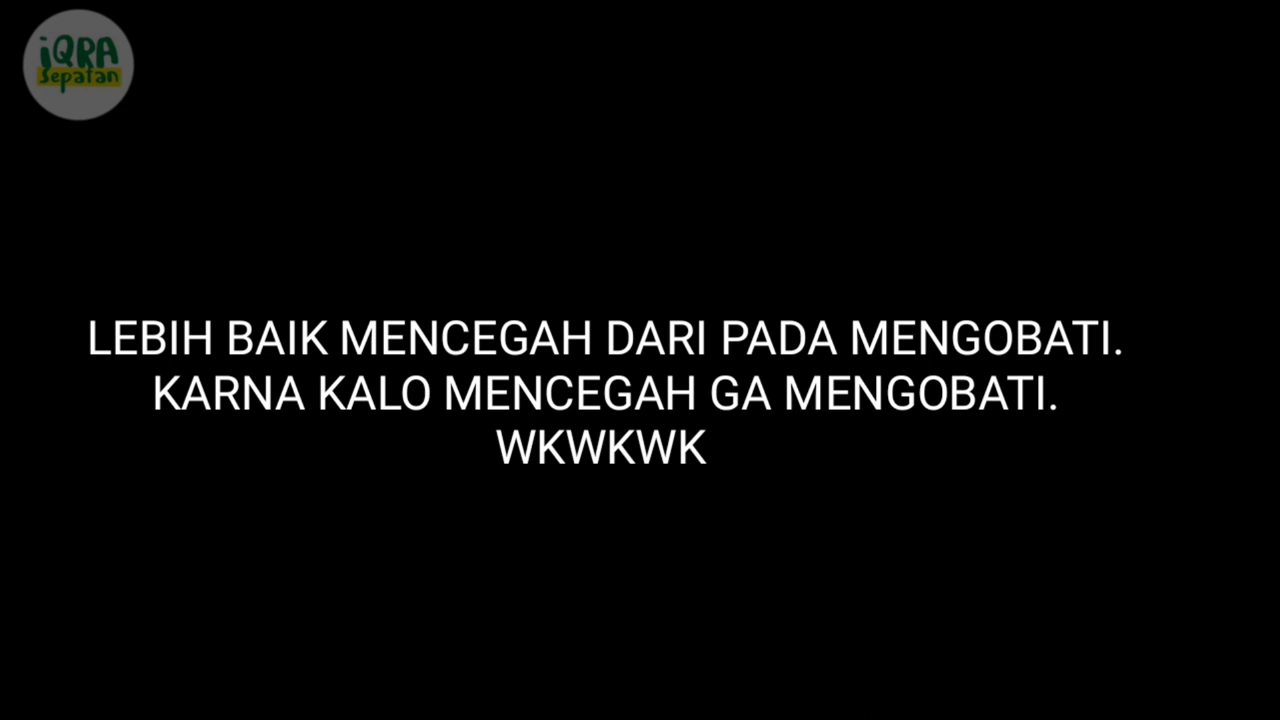 iQRA
Sepatan
LEBIH BAIK MENCEGAH DARI PADA MENGOBATI.
KARNA KALO MENCEGAH GA MENGOBATI.
WKWKWK